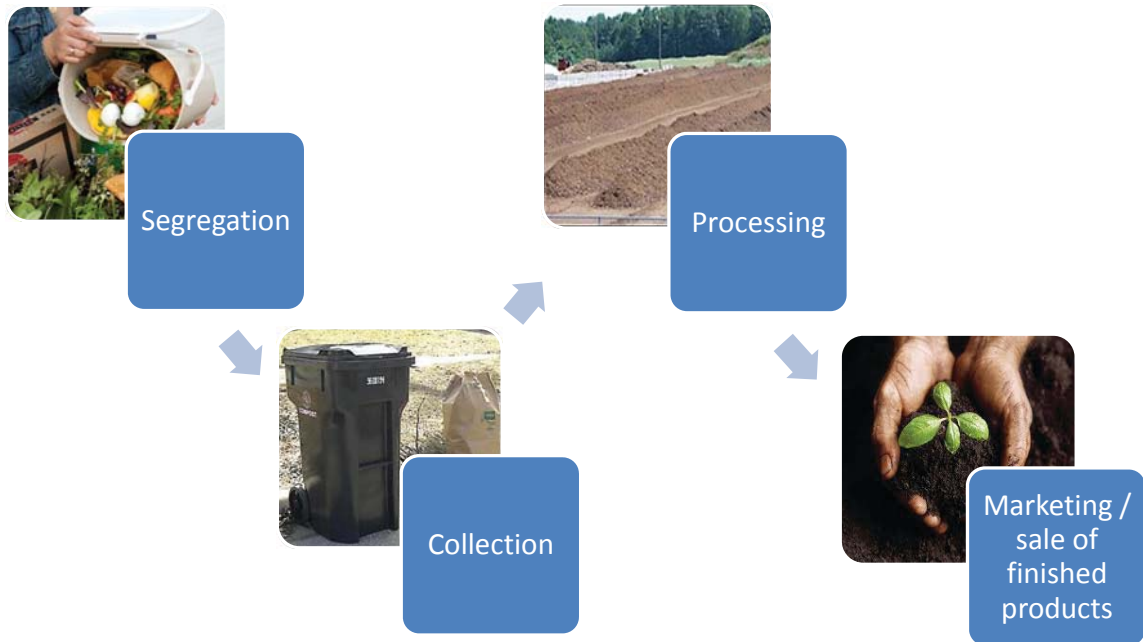 Segregation
Processing
Collection
Marketing /
sale of
finished
products